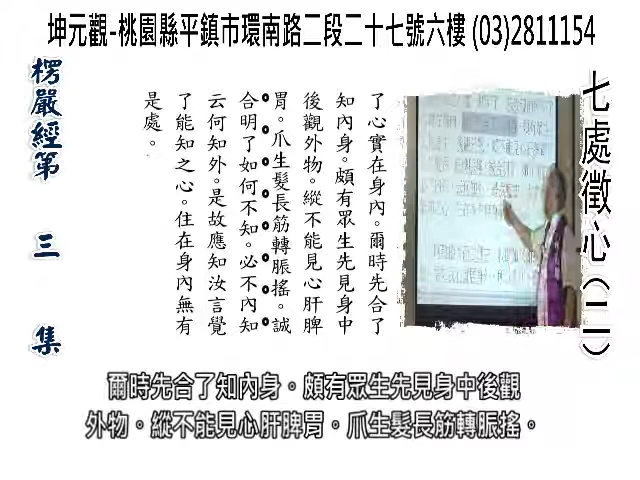 坤元觀-桃園縣平鎮市環南路二段二十七號六樓 (03)2811154
七處徵心(二)
了心實在身內。爾時先合了
知內身。頗有眾生先見身中
後觀外物。縱不能見心肝脾
胃。爪生髮長筋轉脈搖。誠
合明了如何不知。必不內知
云何知外。是故應知汝言覺
了能知之心。住在身內無有
是處。
楞嚴經第三集
爾時先合了知內身。頗有眾生先見身中後觀
外物。縱不能見心肝脾胃。爪生髮長筋轉脈搖。